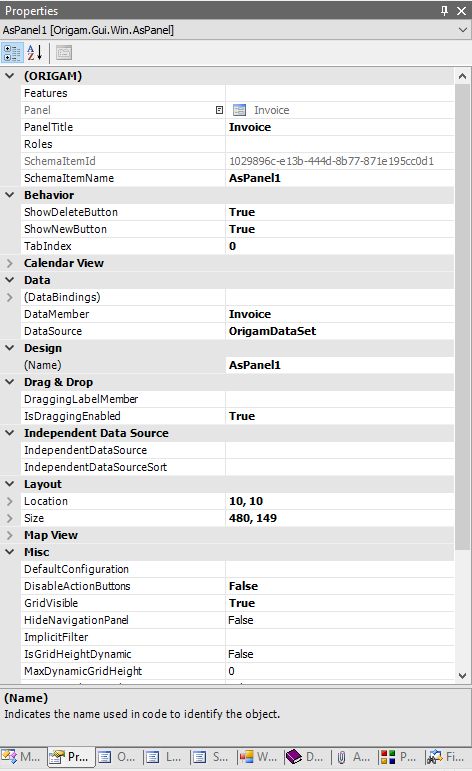 Properties
AsPanel1 [Origam.Gui.Win.AsPanel]
(ORIGAM)
Features
Panel Invoice
PanelTitle Invoice
Roles
SchemaItemId 1029896c-e13b-444d-8b77-871e195cc0d1
SchemaItemName AsPanel1
Behavior
ShowDeleteButton True
ShowNewButton True
TabIndex 0
Calendar View
Data
(DataBindings)
DataMember Invoice
DataSource OrigamDataSet
Design
(Name) AsPanel1
Drag & Drop
DraggingLabelMember
IsDraggingEnabled True
Independent Data Source
IndependentDataSource
IndependentDataSourceSort
Layout
Location 10, 10
Size 480, 149
Map View
Misc
DefaultConfiguration
DisableActionButtons False
GridVisible True
HideNavigationPanel False
ImplicitFilter
IsGridHeightDynamic False
MaxDynamicGridHeight 0
(Name)
Indicates the name used in code to identify the object.
M... Pr... O... L... S... W... D... A... P... Fi...